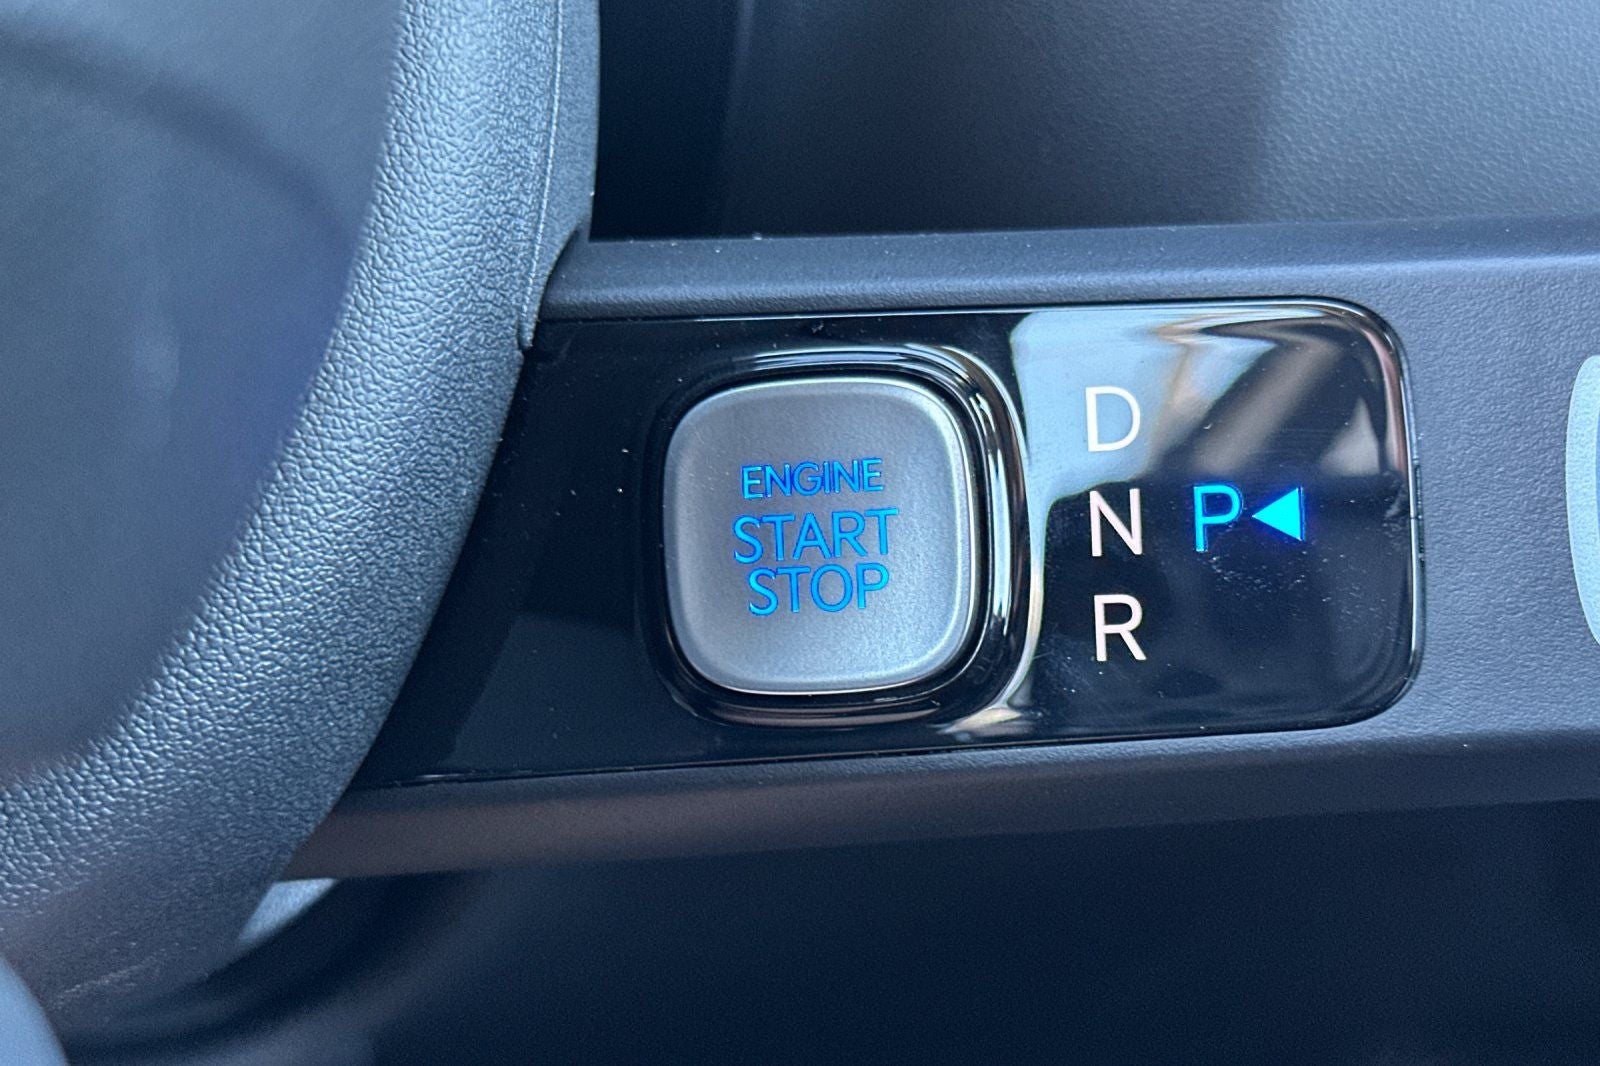 ENGINE
START
STOP
D
N P◀
R